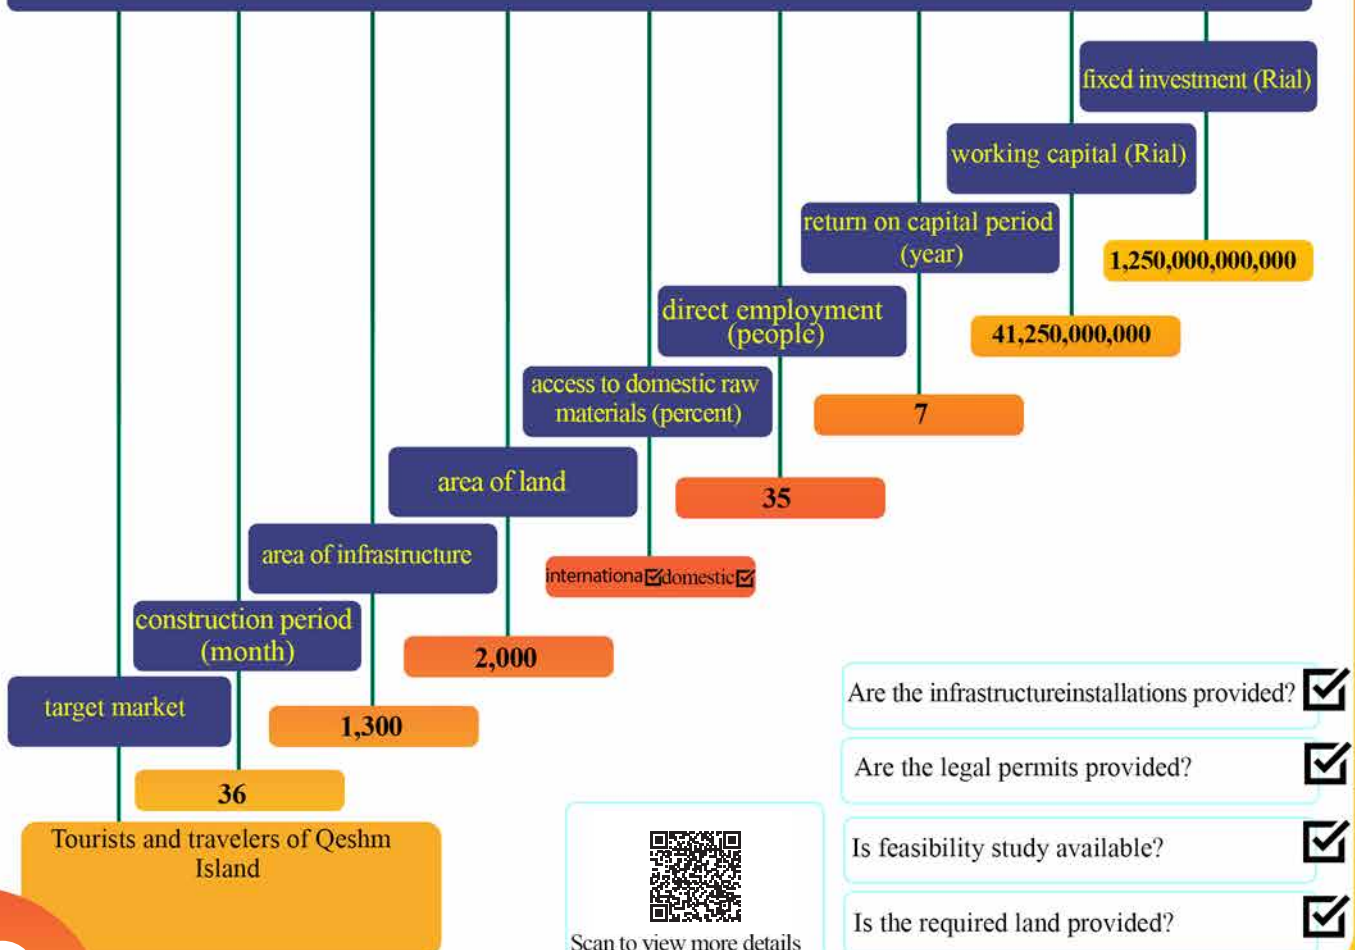 fixed investment (Rial)
1,250,000,000,000
working capital (Rial)
41,250,000,000
return on capital period
(year)
7
direct employment
(people)
35
access to domestic raw
materials (percent)
internationa domestic
area of land
2,000
area of infrastructure
1,300
construction period
(month)
36
target market
Tourists and travelers of Qeshm
Island
Are the infrastructureinstallations provided?
Are the legal permits provided?
Is feasibility study available?
Is the required land provided?
Scan to view more details